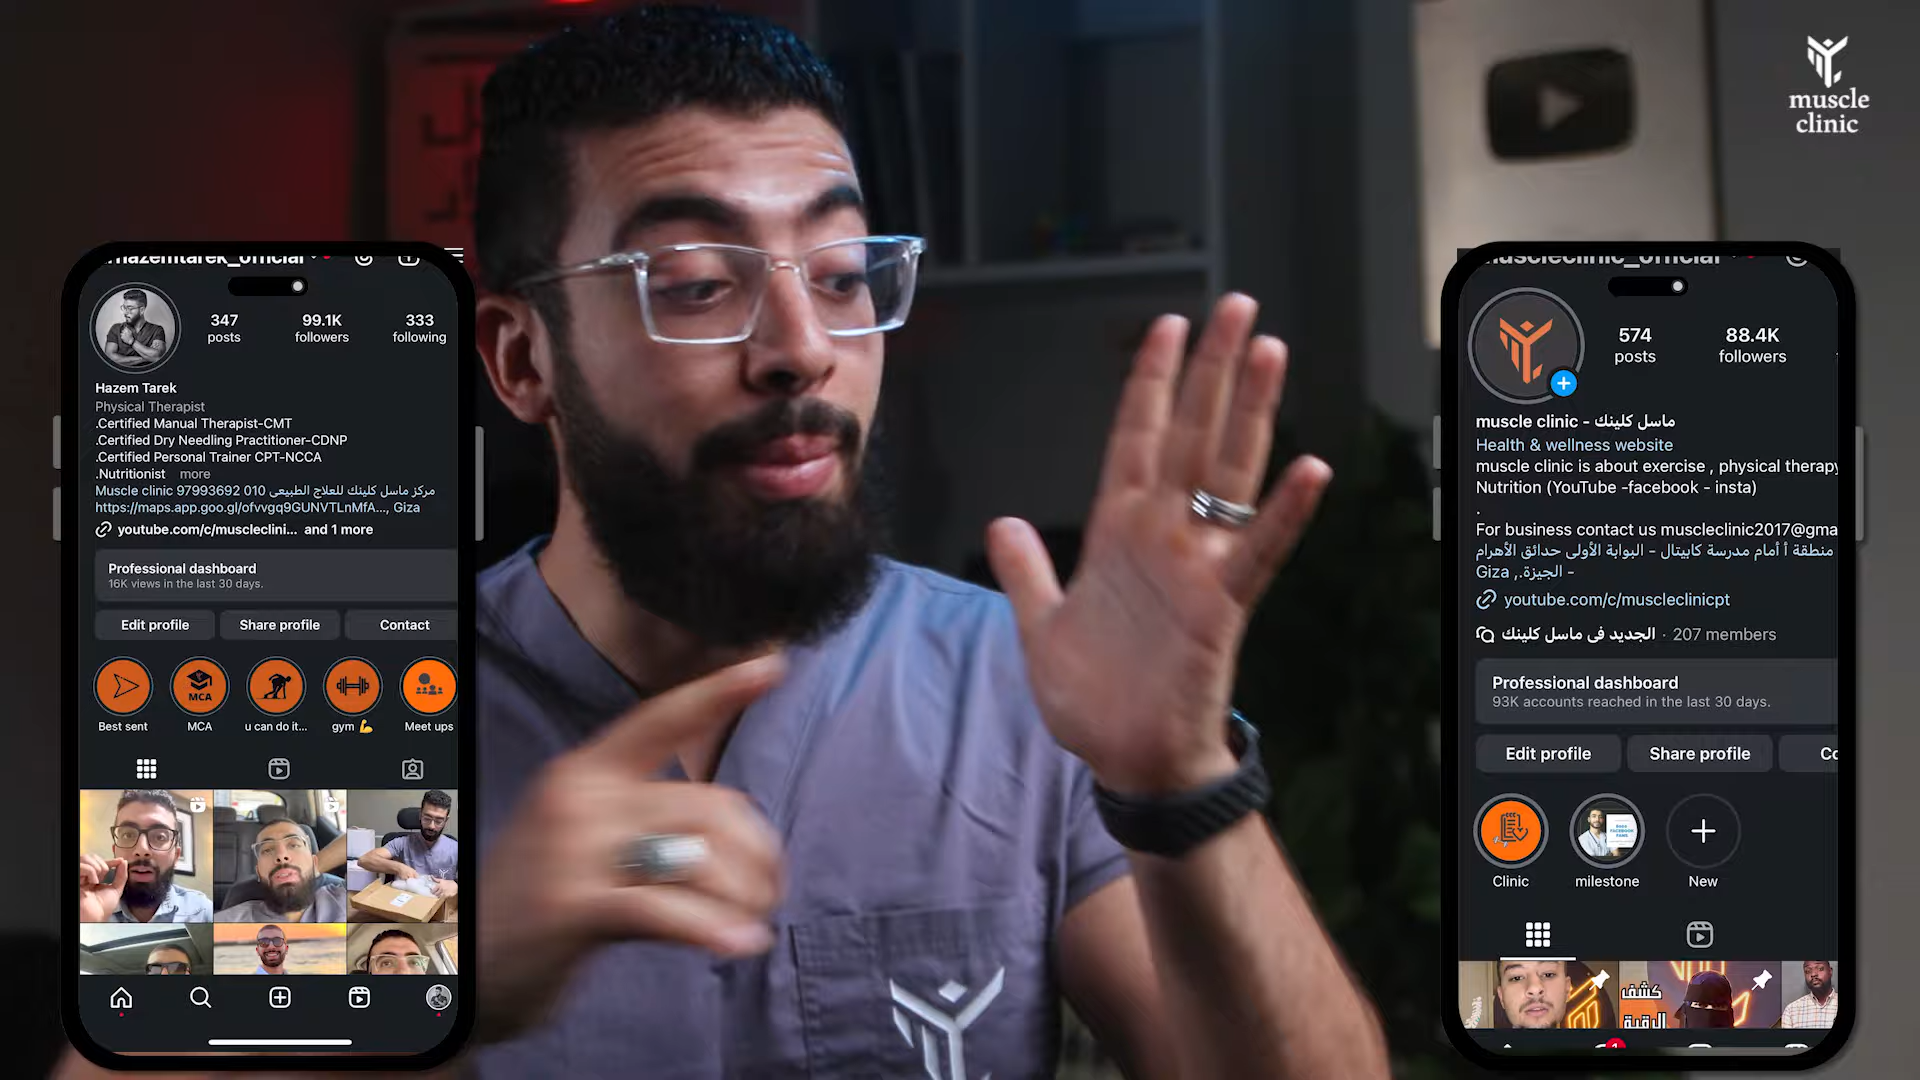 muscle
clinic
hazemtarek_official
347
posts
99.1K
followers
333
following
Hazem Tarek
Physical Therapist
.Certified Manual Therapist-CMT
.Certified Dry Needling Practitioner-CDNP
.Certified Personal Trainer CPT-NCCA
.Nutritionist more
Muscle clinic 97993692 010 مركز ماسل كلينك للعلاج الطبيعى
https://maps.app.goo.gl/ofvvgq9GUNVTLnMfA..., Giza
youtube.com/c/musclecli... and 1 more
Professional dashboard
16K views in the last 30 days.
Edit profile
Share profile
Contact
MCA
Best sent
MCA
u can do it...
gym 💪
Meet ups
muscleclinic_official
574
posts
88.4K
followers
muscle clinic - ماسل كلينك
Health & wellness website
muscle clinic is about exercise , physical therapy
Nutrition (YouTube -facebook - insta)
.
For business contact us muscleclinic2017@gma
منطقة أ أمام مدرسة كابيتال - البوابة الأولى حدائق الأهرام
- الجيزة., Giza
youtube.com/c/muscleclinicpt
الجديد فى ماسل كلينك · 207 members
Professional dashboard
93K accounts reached in the last 30 days.
Edit profile
Share profile
Co
Clinic
milestone
New
كشف
الرقبة
1